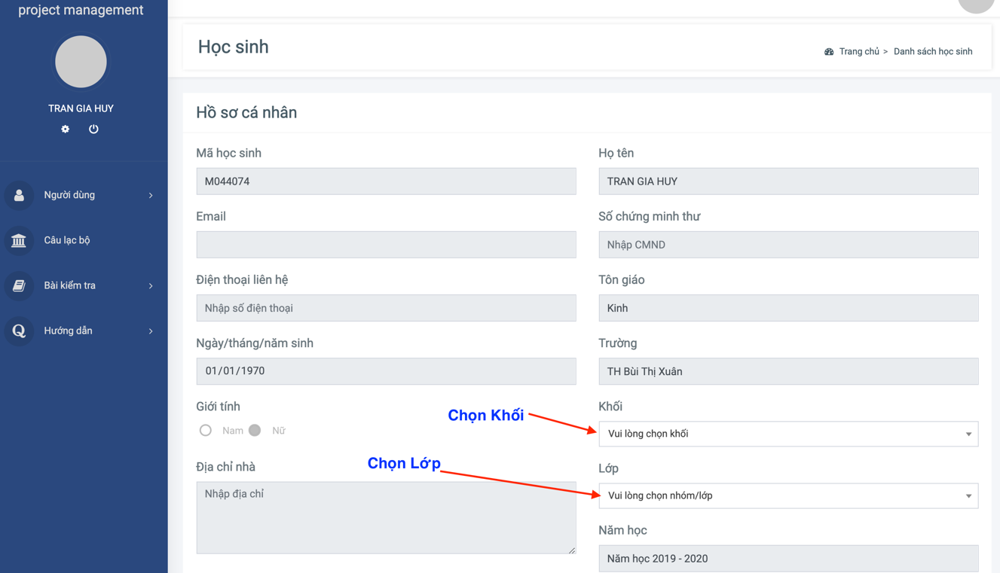 project management
TRAN GIA HUY
Người dùng
Câu lạc bộ
Bài kiểm tra
Hướng dẫn
Học sinh
Trang chủ > Danh sách học sinh
Hồ sơ cá nhân
Mã học sinh
M044074
Họ tên
TRAN GIA HUY
Email
Số chứng minh thư
Nhập CMND
Điện thoại liên hệ
Nhập số điện thoại
Tôn giáo
Kinh
Ngày/tháng/năm sinh
01/01/1970
Trường
TH Bùi Thị Xuân
Giới tính
Nam Nữ
Chọn Khối
Khối
Vui lòng chọn khối
Địa chỉ nhà
Nhập địa chỉ
Chọn Lớp
Lớp
Vui lòng chọn nhóm/lớp
Năm học
Năm học 2019 - 2020